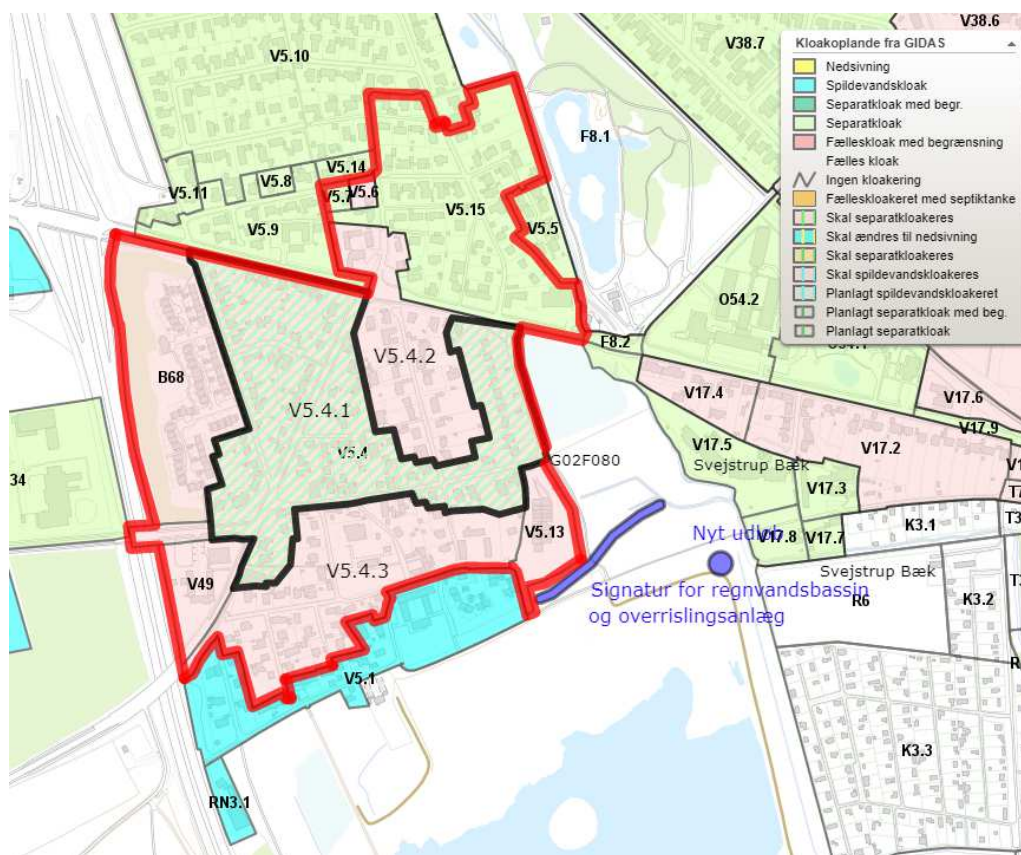 V38.6
V5.10
V38.7
Kloakoplande fra GIDAS
Nedsivning
Spildevandskloak
Separatkloak med begr.
Separatkloak
Fælleskloak med begrænsning
Fælles kloak
Ingen kloakering
Fælleskloakeret med septiktanke
Skal separatkloakeres
Skal ændres til nedsivning
Skal separatkloakeres
Skal spildevandskloakeres
Planlagt spildevandskloakeret
Planlagt separatkloak med beg.
Planlagt separatkloak
F8.1
V5.14
V5.11
V5.8
V5.7
V5.6
V5.15
V5.5
V5.9
O54.2
F8.2
V5.4.2
B68
V5.4.1
V5.4
V17.4
V17.6
V17.9
V17.2
V17.5
G02F080
Svejstrup Bæk
34
V17.3
K3.1
V5.13
Nyt udløb
V17.8
V17.7
V49
V5.4.3
Svejstrup Bæk
Signatur for regnvandsbassin
og overrislingsanlæg
R6
K3.2
V5.1
K3.3
RN3.1